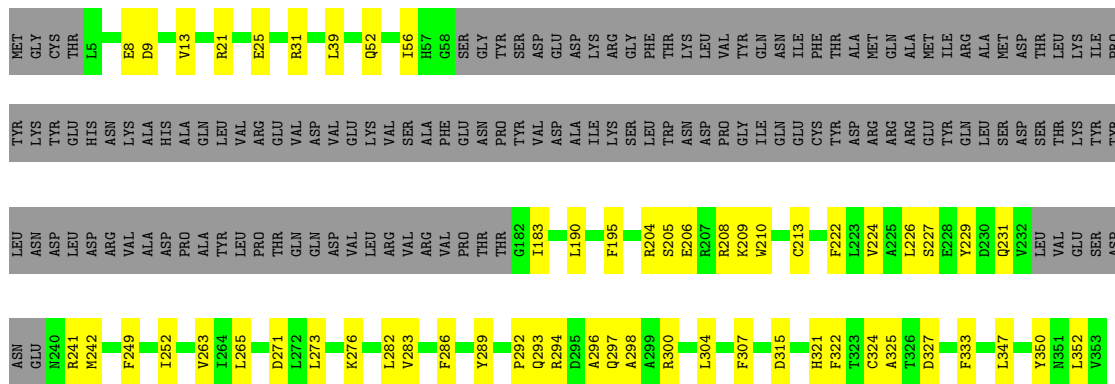 MET GLY CYS THR L5 E8 D9 V13 R21 E25 R31 L39 Q52 I56 H57 G58 SER GLY TYR SER ASP GLU ASP LYS ARG GLY PHE THR LYS LEU VAL TYR GLN ASN ILE PHE THR ALA MET GLN ALA MET ILE ARG ALA MET ASP THR LEU LYS ILE PRO
TYR LYS TYR GLU HIS ASN LYS ALA HIS ALA GLN LEU VAL ARG GLU VAL ASP VAL GLU LYS VAL SER ALA PHE GLU ASN PRO TYR VAL ASP ALA ILE LYS SER LEU TRP ASN ASP PRO GLY ILE GLN GLU CYS TYR ASP ARG ARG ARG GLU TYR GLN LEU SER ASP SER THR LYS TYR TYR
LEU ASN ASP LEU ASP ARG VAL ALA ASP PRO ALA TYR LEU PRO THR GLN GLN ASP VAL LEU ARG VAL ARG VAL PRO THR THR G182 I183 L190 F195 R204 S205 E206 R207 R208 K209 W210 C213 F222 L223 V224 A225 L226 S227 E228 Y229 D230 Q231 V232 LEU VAL GLU SER ASP
ASN GLU N240 R241 M242 F249 I252 V263 I264 L265 D271 L272 L273 K276 L282 V283 F286 Y289 P292 Q293 R294 D295 A296 Q297 A298 A299 R300 L304 F307 D315 H321 F322 T323 C324 A325 T326 D327 F333 L347 Y350 N351 L352 V353